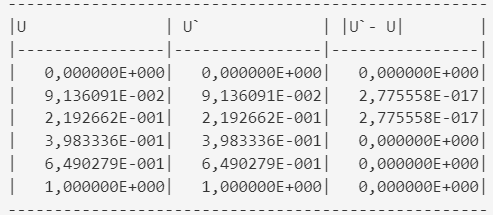 -------------------------------------------------
|U              | U`             | |U`- U|       |
|---------------|----------------|---------------|
|   0,000000E+000|   0,000000E+000|   0,000000E+000|
|   9,136091E-002|   9,136091E-002|   2,775558E-017|
|   2,192662E-001|   2,192662E-001|   2,775558E-017|
|   3,983336E-001|   3,983336E-001|   0,000000E+000|
|   6,490279E-001|   6,490279E-001|   0,000000E+000|
|   1,000000E+000|   1,000000E+000|   0,000000E+000|
-------------------------------------------------